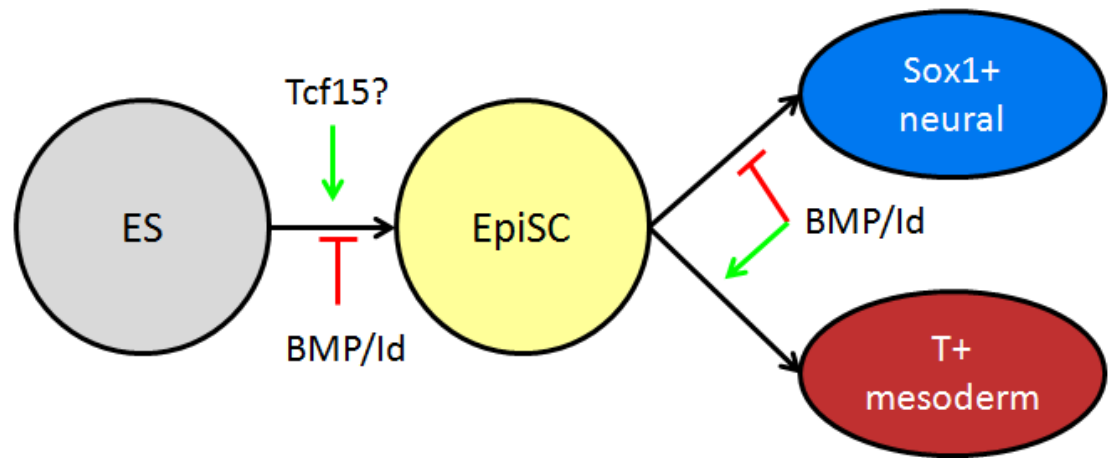 Tcf15?
ES
BMP/Id
EpiSC
Sox1+
neural
BMP/Id
T+
mesoderm